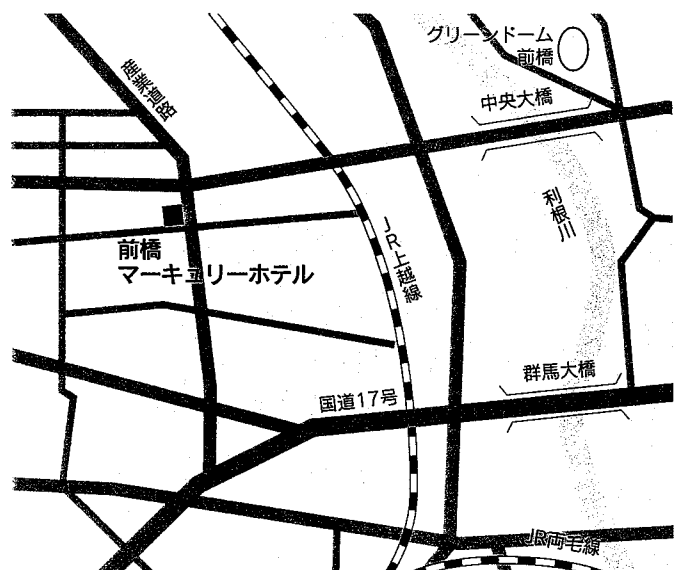 グリーンドーム
前橋
産業道路
中央大橋
利根川
前橋
マーキュリーホテル
JR上越線
群馬大橋
国道17号
JR両毛線